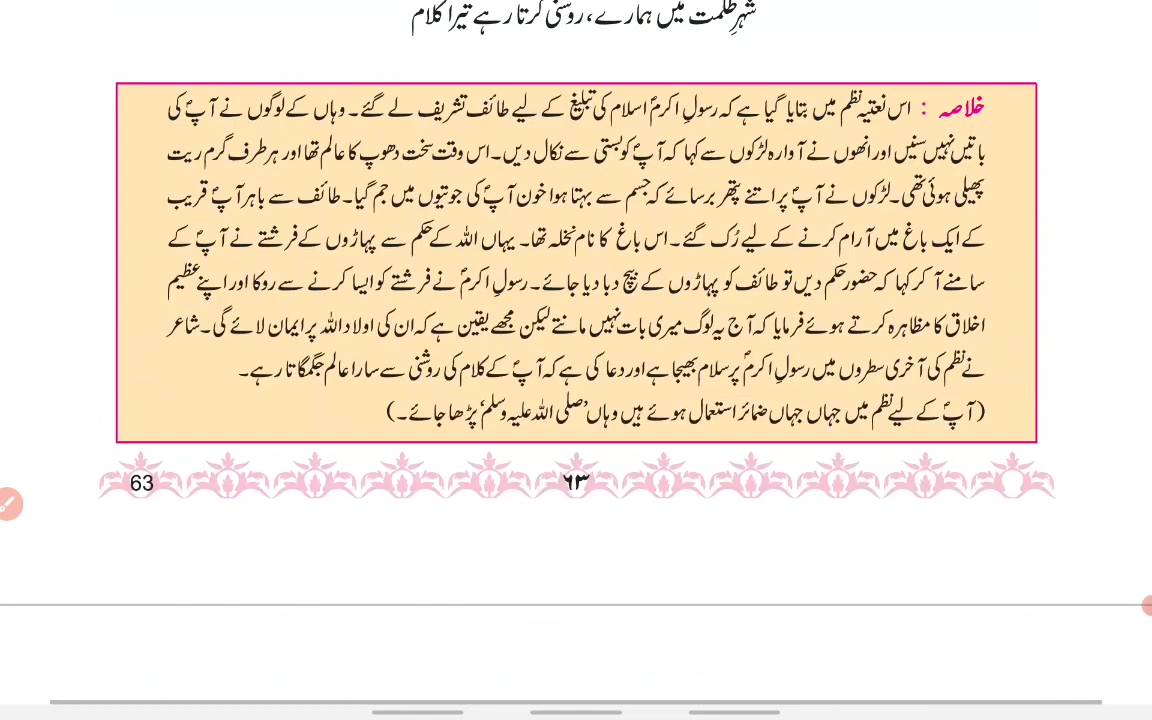 شہرِ ظلمت میں ہمارے، روشنی کرتا رہے تیرا کلام
خلاصہ : اس نعتیہ نظم میں بتایا گیا ہے کہ رسولِ اکرمؐ اسلام کی تبلیغ کے لیے طائف تشریف لے گئے۔ وہاں کے لوگوں نے آپؐ کی
باتیں نہیں سنیں اور انھوں نے آوارہ لڑکوں سے کہا کہ آپؐ کو بستی سے نکال دیں۔ اس وقت سخت دھوپ کا عالم تھا اور ہر طرف گرم ریت
پھیلی ہوئی تھی۔ لڑکوں نے آپؐ پر اتنے پتھر برسائے کہ جسم سے بہتا ہوا خون آپؐ کی جوتیوں میں جم گیا۔ طائف سے باہر آپؐ قریب
کے ایک باغ میں آرام کرنے کے لیے رُک گئے۔ اس باغ کا نام نخلہ تھا۔ یہاں اللہ کے حکم سے پہاڑوں کے فرشتے نے آپؐ کے
سامنے آ کر کہا کہ حضور حکم دیں تو طائف کو پہاڑوں کے بیچ دبا دیا جائے۔ رسولِ اکرمؐ نے فرشتے کو ایسا کرنے سے روکا اور اپنے عظیم
اخلاق کا مظاہرہ کرتے ہوئے فرمایا کہ آج یہ لوگ میری بات نہیں مانتے لیکن مجھے یقین ہے کہ ان کی اولاد اللہ پر ایمان لائے گی۔ شاعر
نے نظم کی آخری سطروں میں رسولِ اکرمؐ پر سلام بھیجا ہے اور دعا کی ہے کہ آپؐ کے کلام کی روشنی سے سارا عالم جگمگاتا رہے۔
(آپؐ کے لیے نظم میں جہاں جہاں ضمائر استعمال ہوئے ہیں وہاں ’صلی اللہ علیہ وسلم‘ پڑھا جائے۔)
63 ۶۳